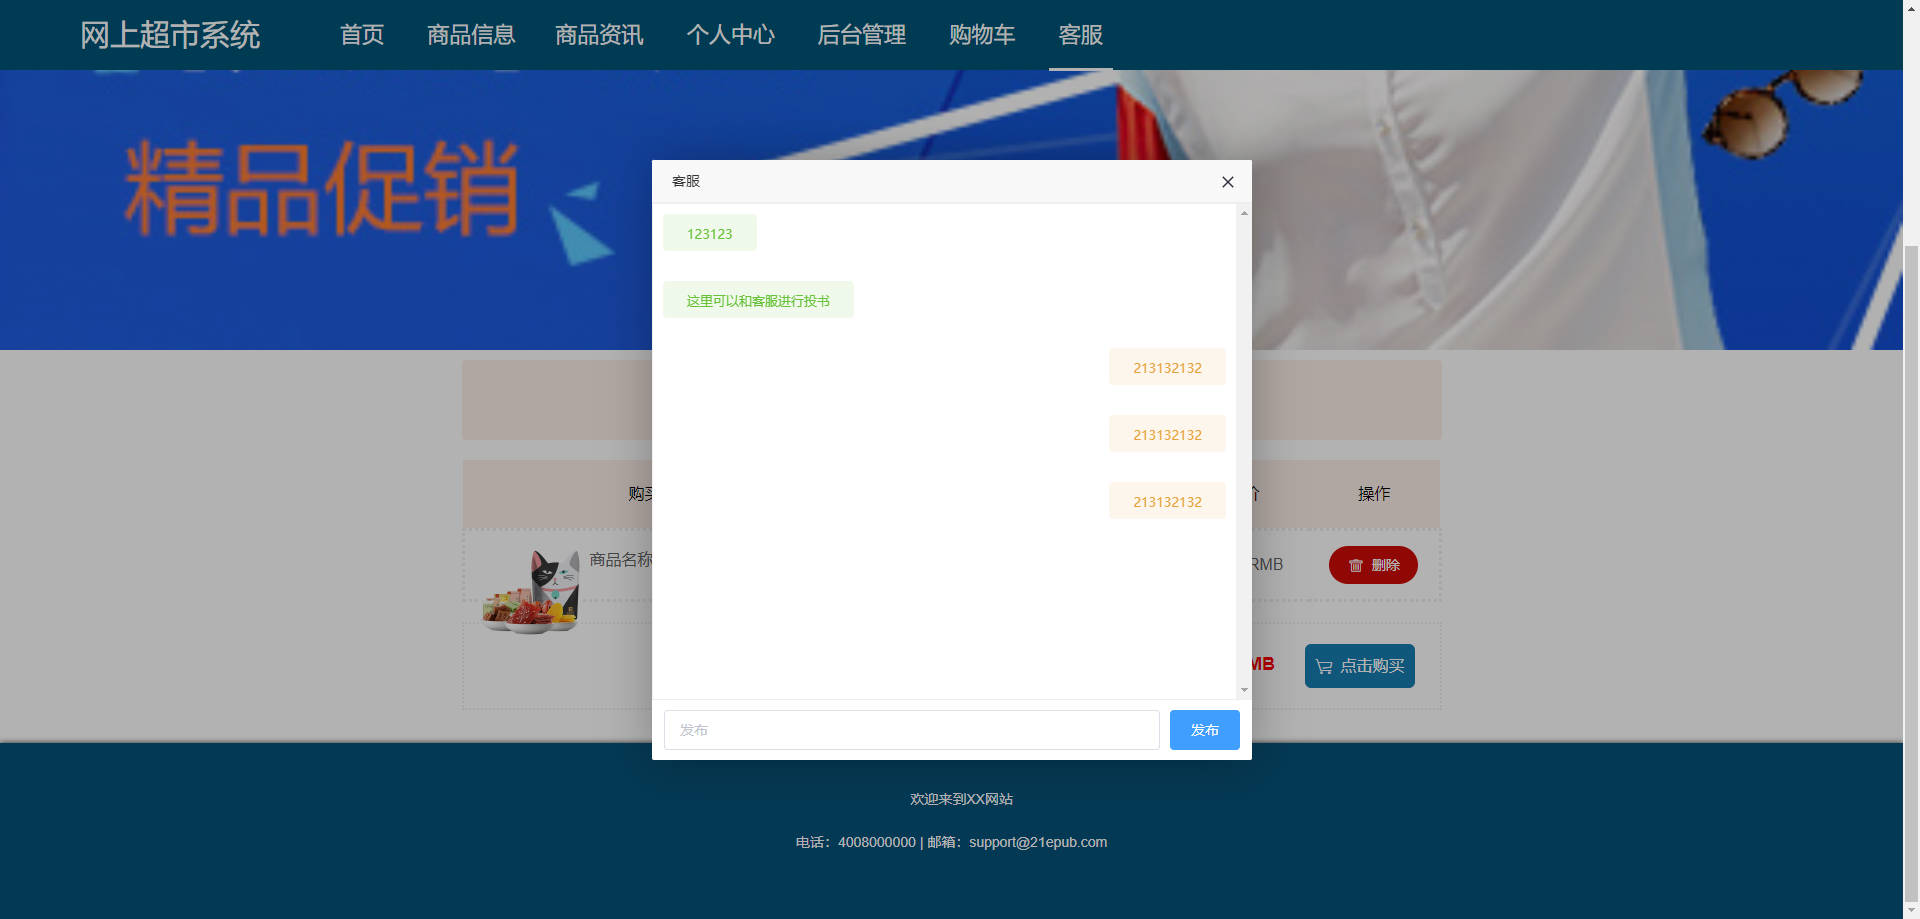 网上超市系统 首页 商品信息 商品资讯 个人中心 后台管理 购物车 客服
精品促销
客服
123123
这里可以和客服进行投书
213132132
213132132
213132132
发布 发布
操作
商品名称
RMB 删除
MB 点击购买
欢迎来到XX网站
电话：4008000000 | 邮箱：support@21epub.com